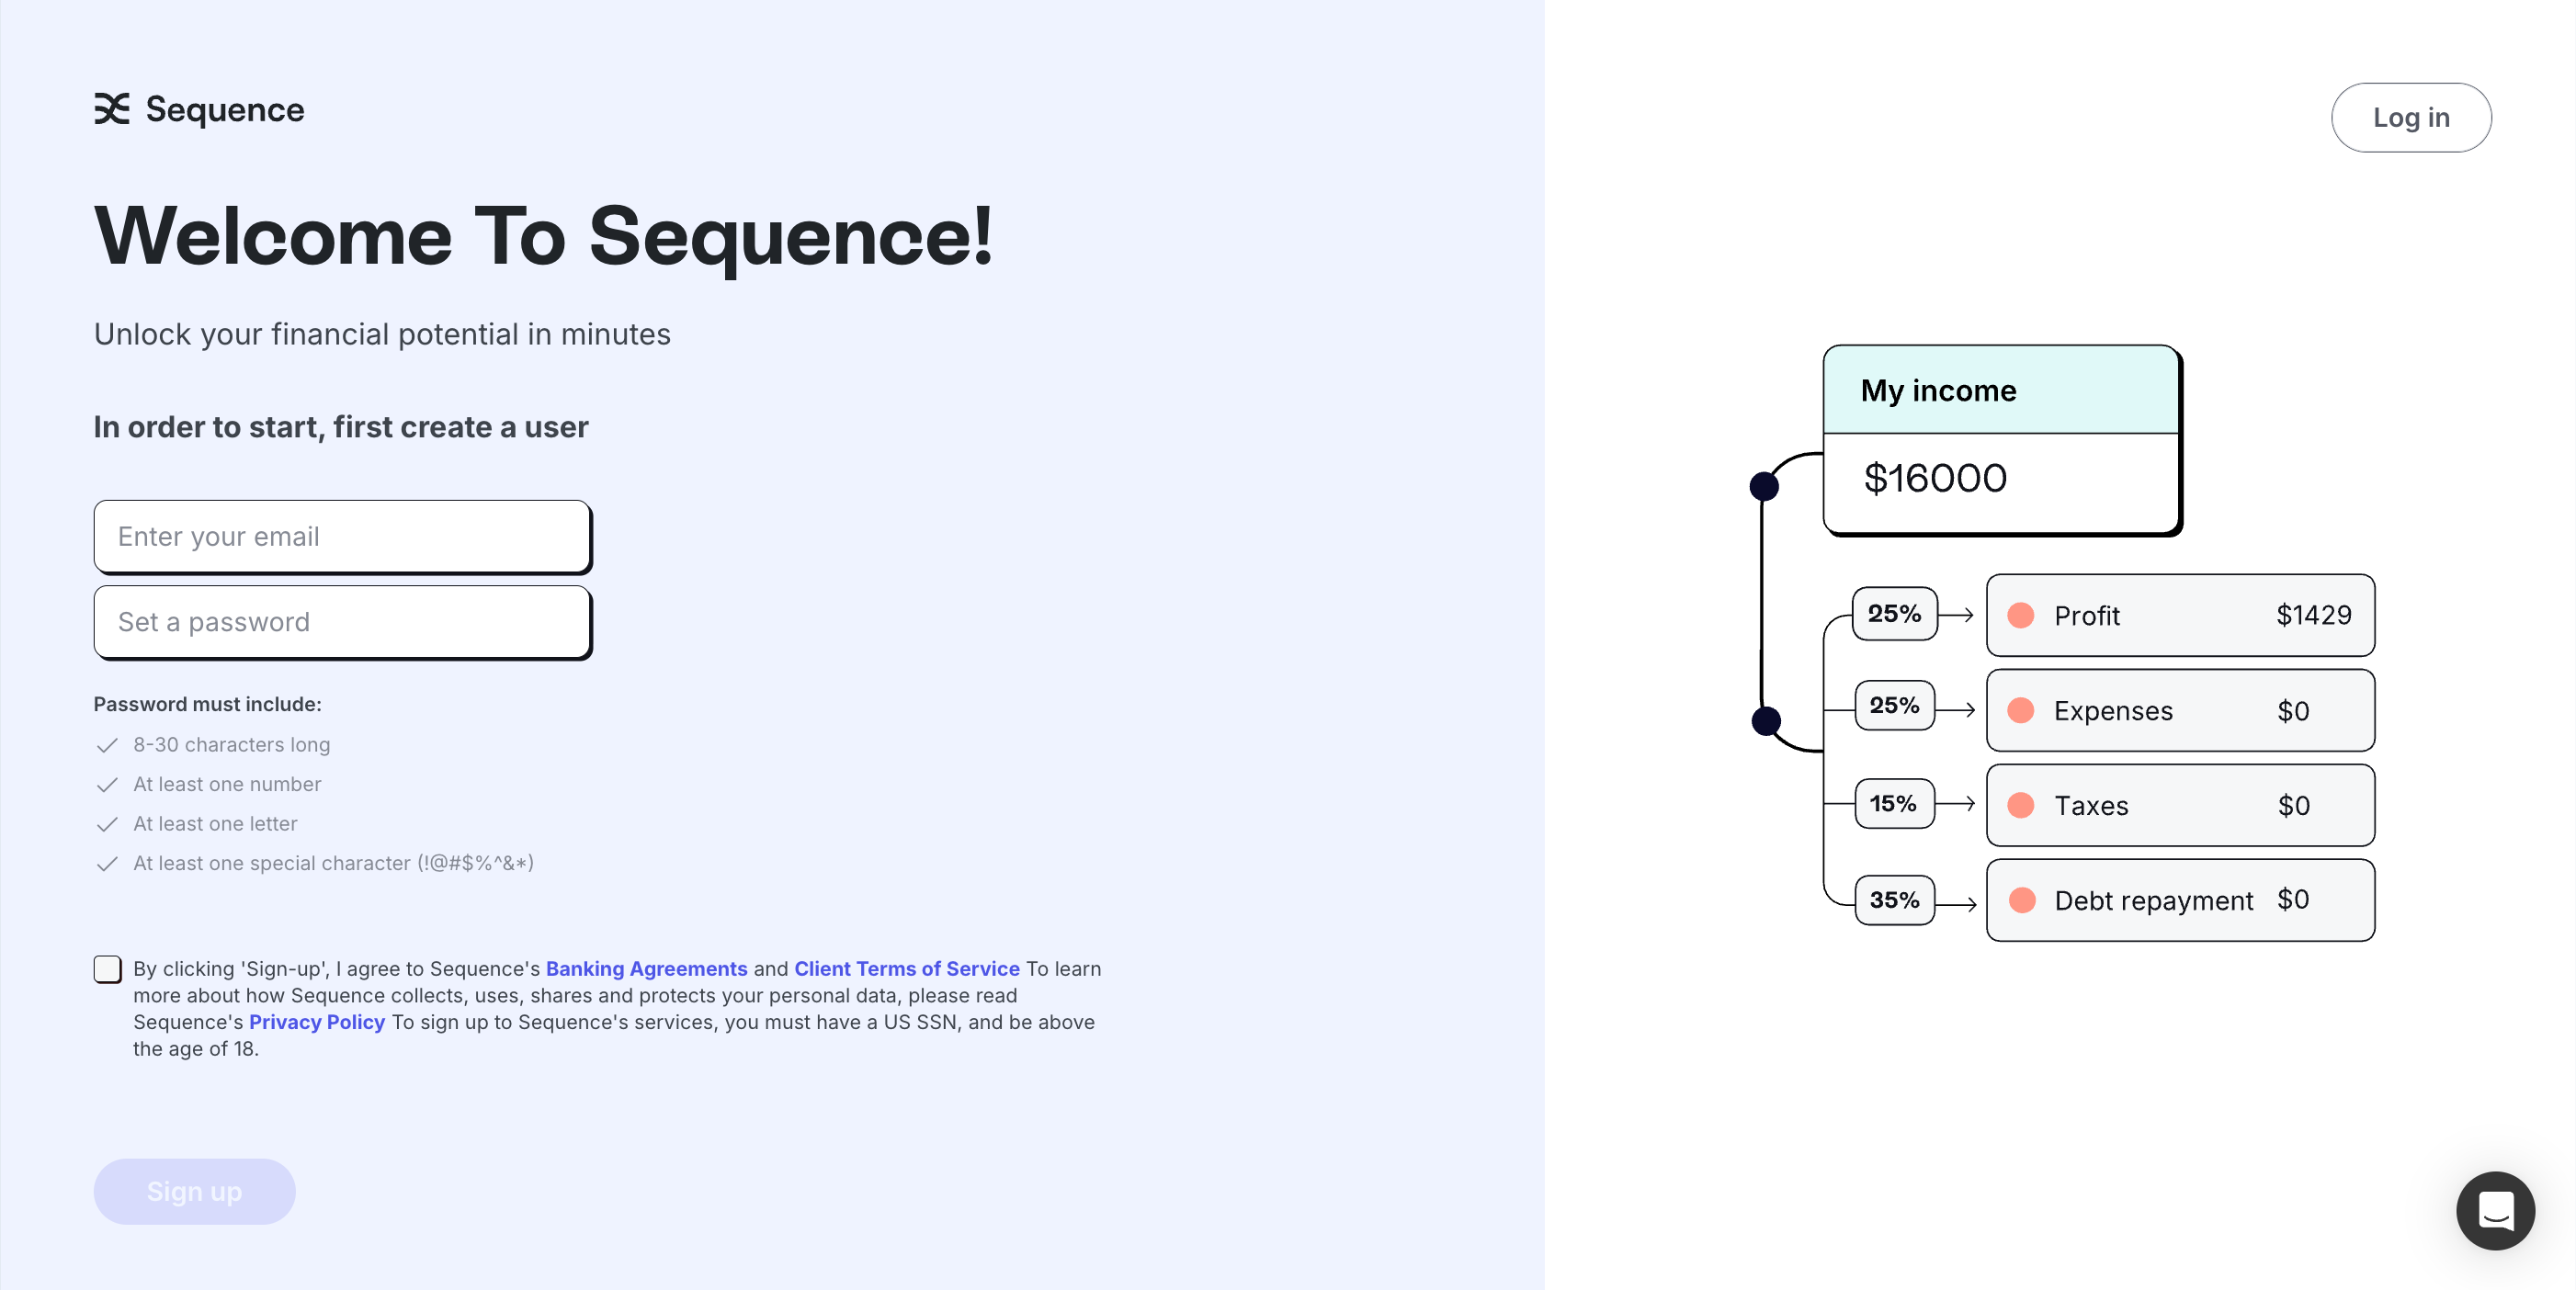 Sequence
Log in
Welcome To Sequence!
Unlock your financial potential in minutes
In order to start, first create a user
Enter your email
Set a password
Password must include:
8-30 characters long
At least one number
At least one letter
At least one special character (!@#$%^&*)
By clicking 'Sign-up', I agree to Sequence's Banking Agreements and Client Terms of Service To learn
more about how Sequence collects, uses, shares and protects your personal data, please read
Sequence's Privacy Policy To sign up to Sequence's services, you must have a US SSN, and be above
the age of 18.
Sign up
My income
$16000
25% Profit $1429
25% Expenses $0
15% Taxes $0
35% Debt repayment $0